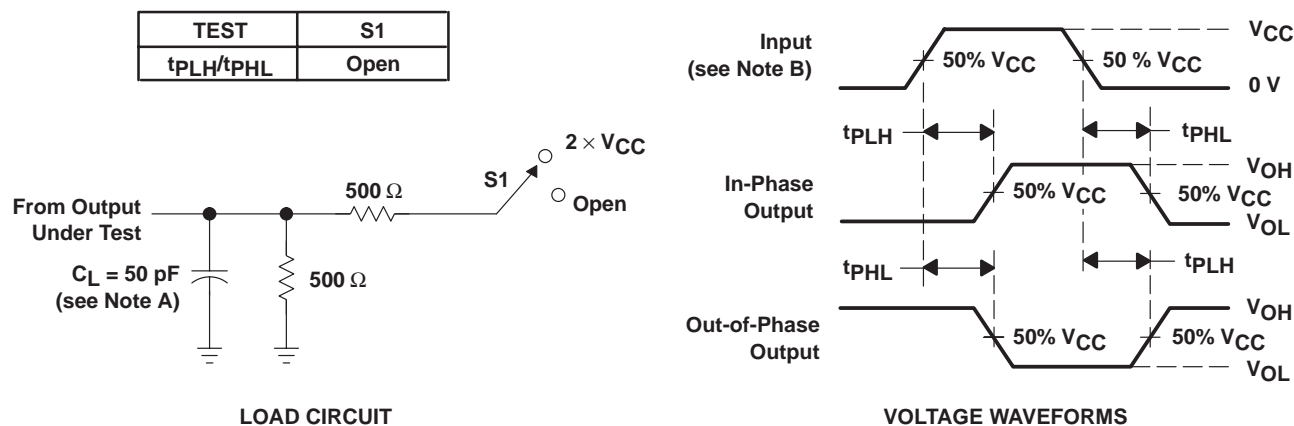 TEST S1
tPLH/tPHL Open
From Output
Under Test
CL = 50 pF
(see Note A)
500 Ω
500 Ω
S1
2 × VCC
Open
LOAD CIRCUIT
Input
(see Note B)
50% VCC
50 % VCC
VCC
0 V
tPLH
tPHL
In-Phase
Output
50% VCC
50% VCC
VOH
VOL
tPHL
tPLH
Out-of-Phase
Output
50% VCC
50% VCC
VOH
VOL
VOLTAGE WAVEFORMS